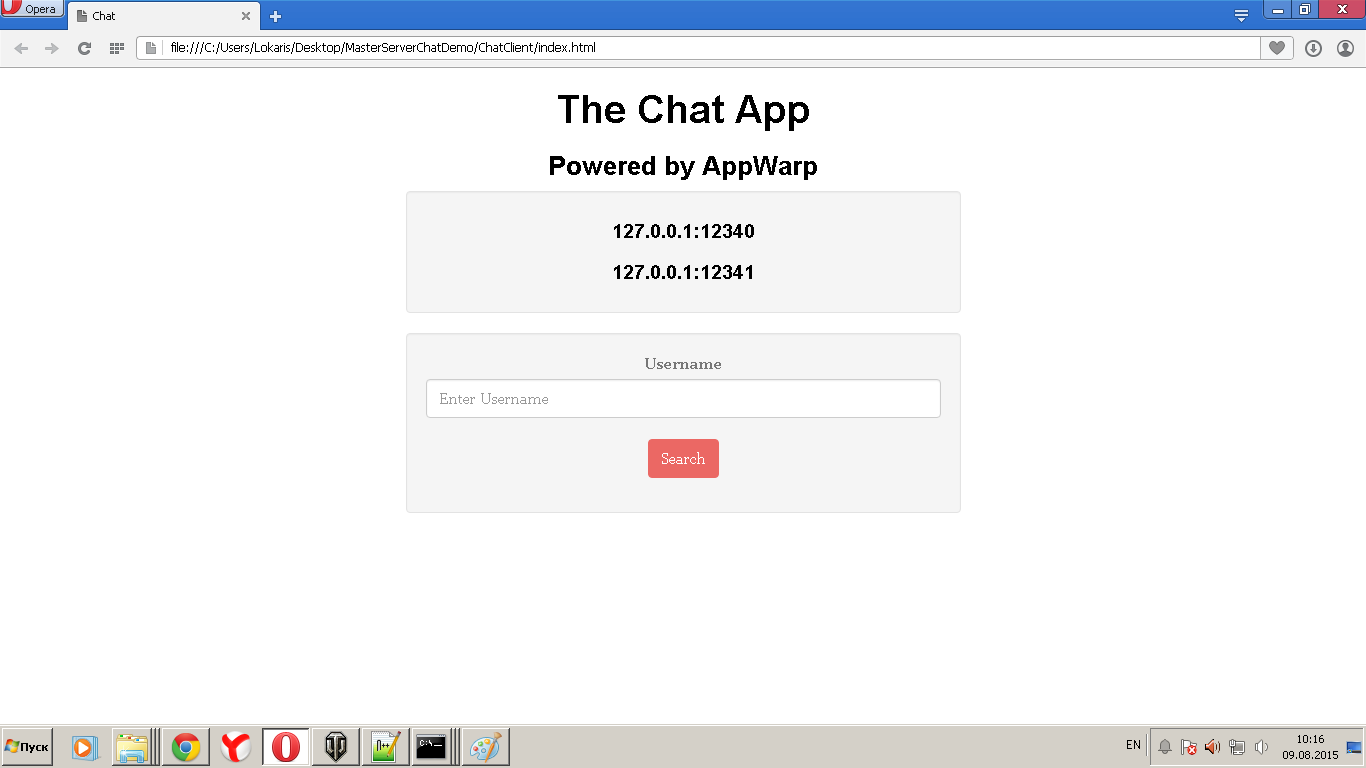 Opera
Chat
file:///C:/Users/Lokaris/Desktop/MasterServerChatDemo/ChatClient/index.html
The Chat App
Powered by AppWarp
127.0.0.1:12340
127.0.0.1:12341
Username
Enter Username
Search
Пуск
C:\
EN
10:16
09.08.2015